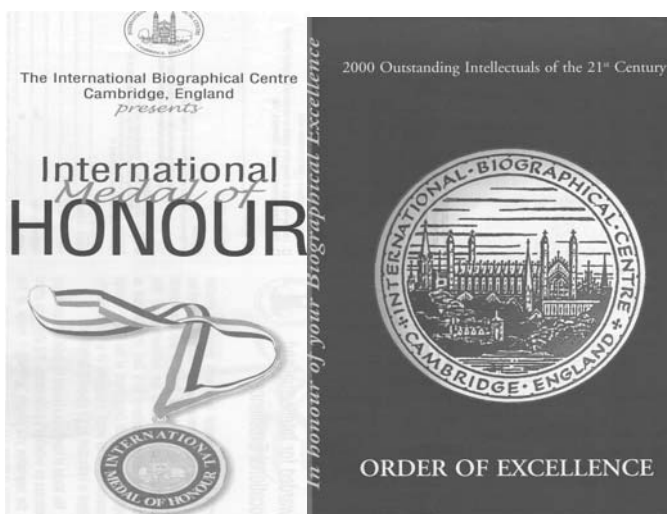 The International Biographical Centre
Cambridge, England
presents
International
Medal of
HONOUR
INTERNATIONAL
MEDAL OF HONOUR
In honour of your Biographical Excellence
2000 Outstanding Intellectuals of the 21st Century
INTERNATIONAL·BIOGRAPHICAL·CENTRE
CAMBRIDGE·ENGLAND
ORDER OF EXCELLENCE